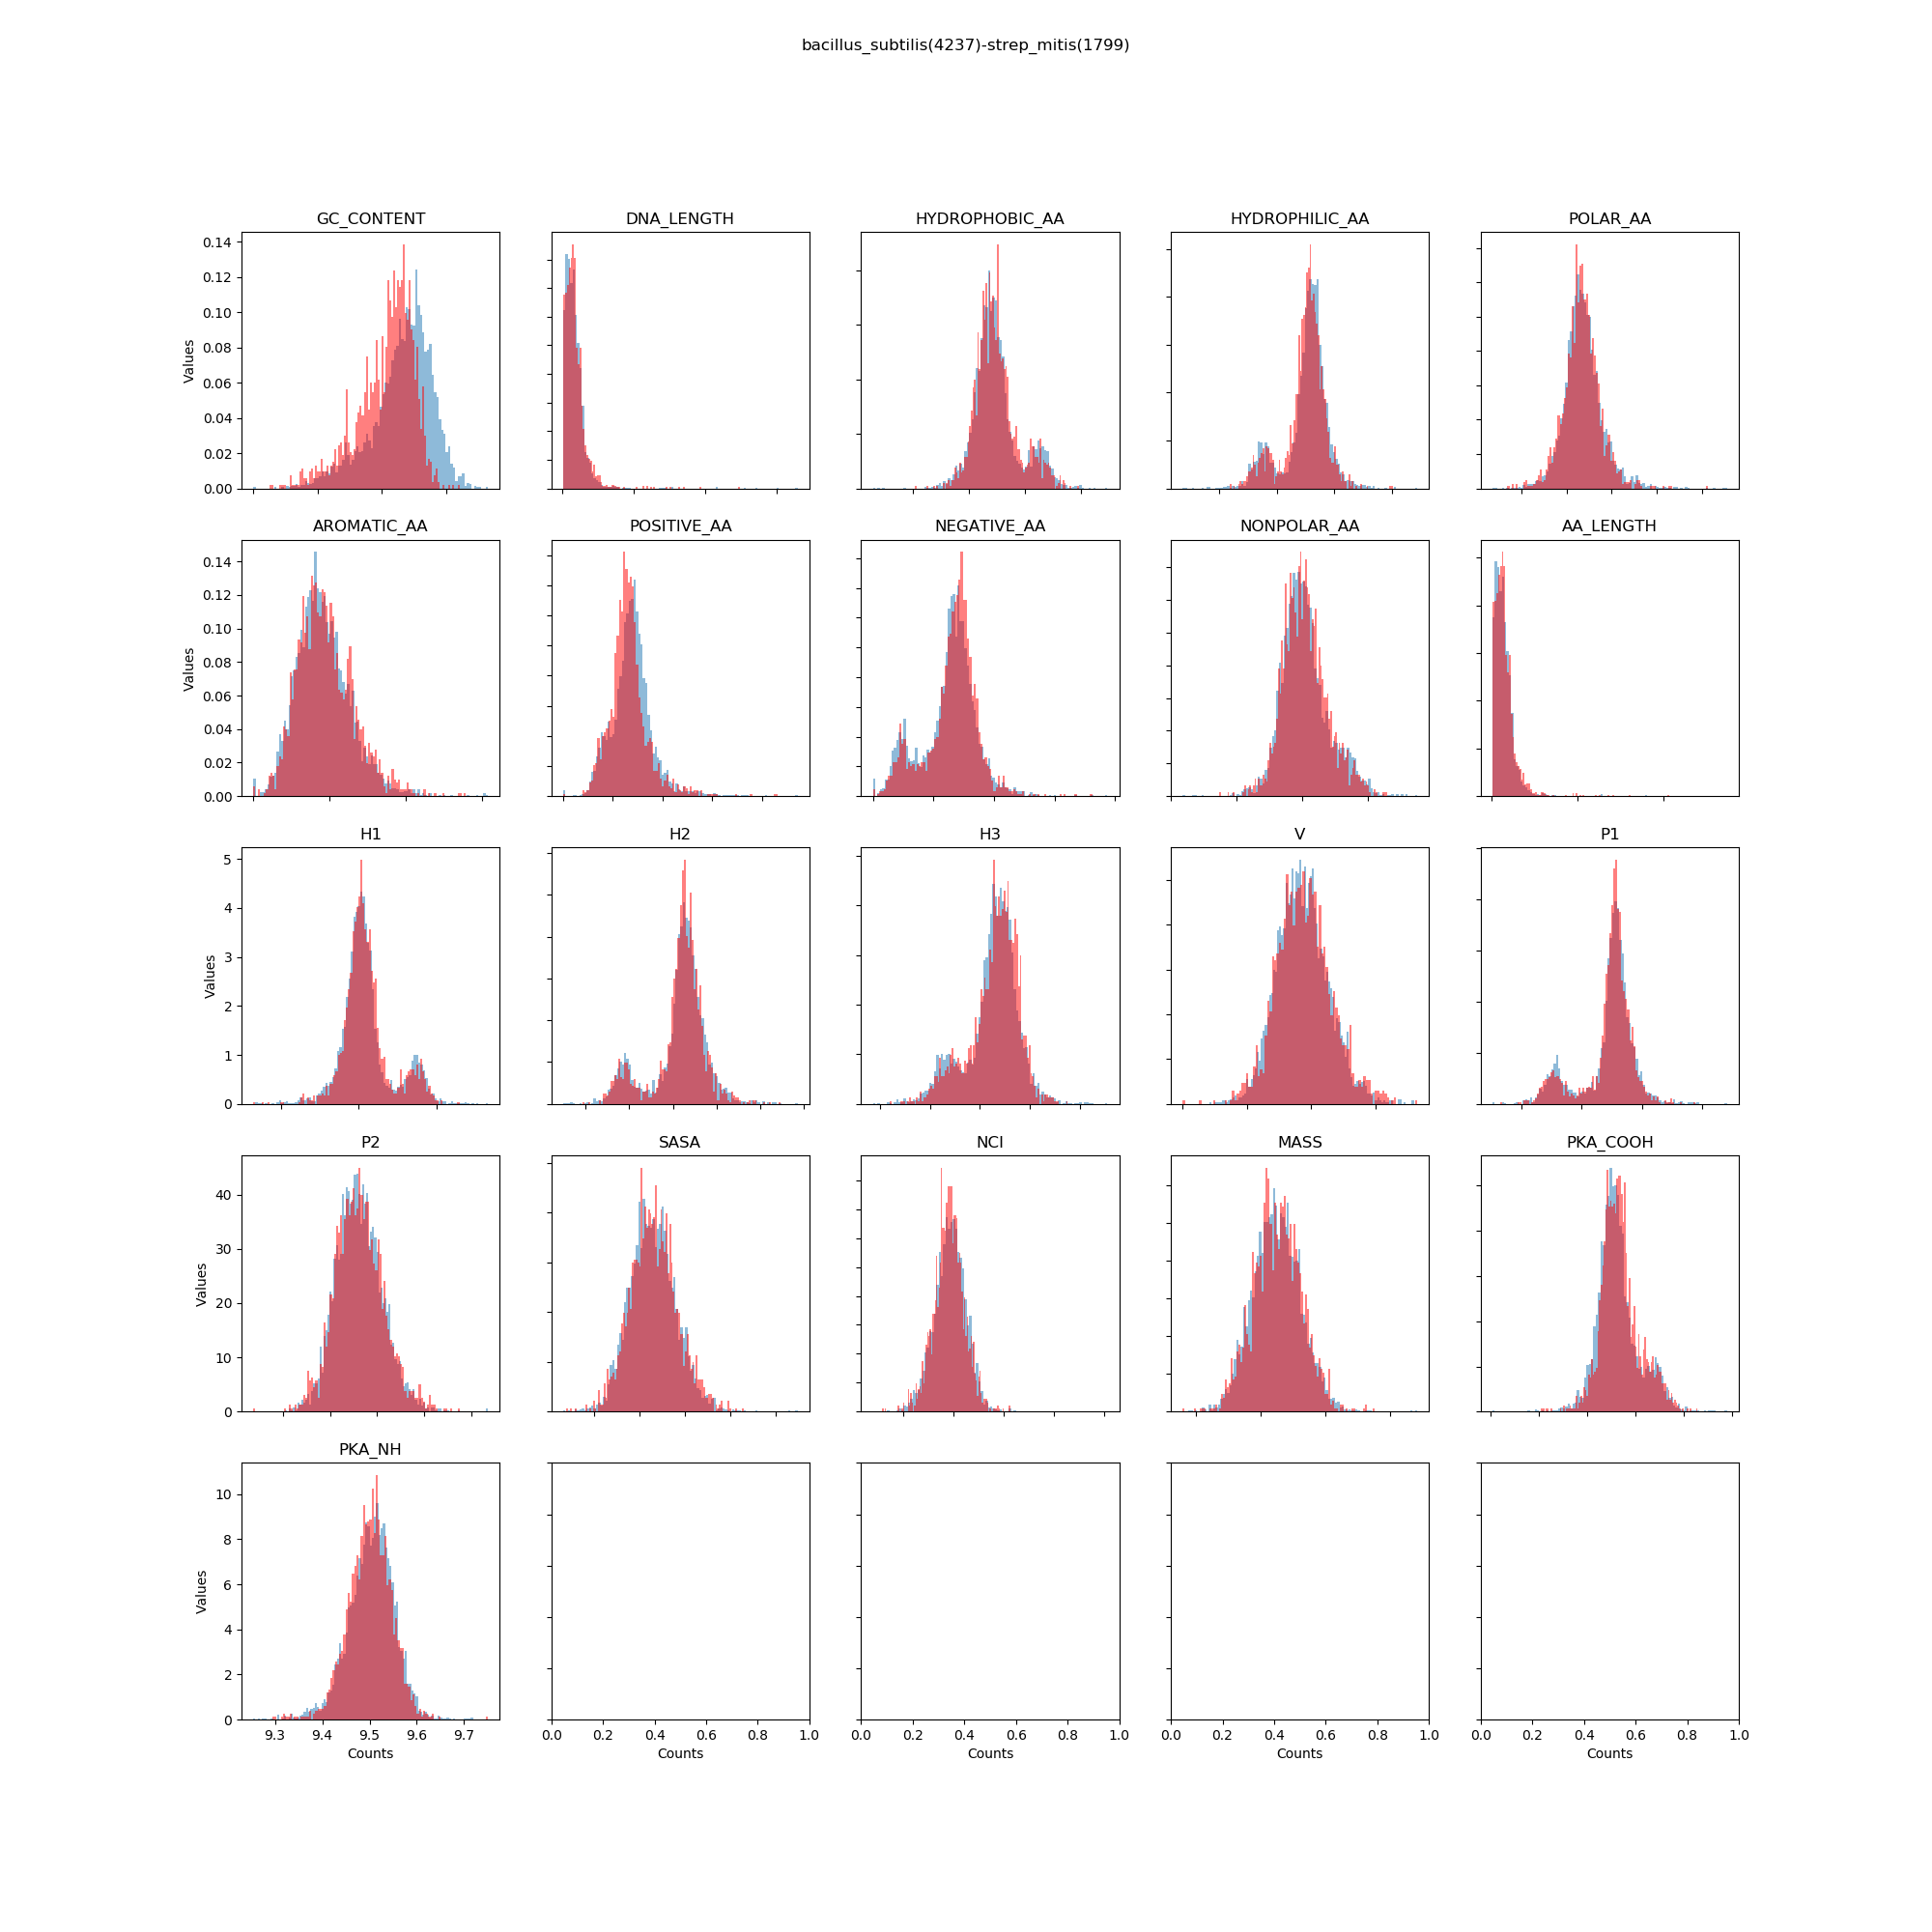 bacillus_subtilis(4237)-strep_mitis(1799)
GC_CONTENT DNA_LENGTH HYDROPHOBIC_AA HYDROPHILIC_AA POLAR_AA
0.14
0.12
0.10
0.08
0.06
0.04
0.02
0.00
Values
AROMATIC_AA POSITIVE_AA NEGATIVE_AA NONPOLAR_AA AA_LENGTH
0.14
0.12
0.10
0.08
0.06
0.04
0.02
0.00
Values
H1 H2 H3 V P1
5
4
3
2
1
0
Values
P2 SASA NCI MASS PKA_COOH
40
30
20
10
0
Values
PKA_NH
10
8
6
4
2
0
Values
9.3 9.4 9.5 9.6 9.7 0.0 0.2 0.4 0.6 0.8 1.0 0.0 0.2 0.4 0.6 0.8 1.0 0.0 0.2 0.4 0.6 0.8 1.0 0.0 0.2 0.4 0.6 0.8 1.0
Counts Counts Counts Counts Counts